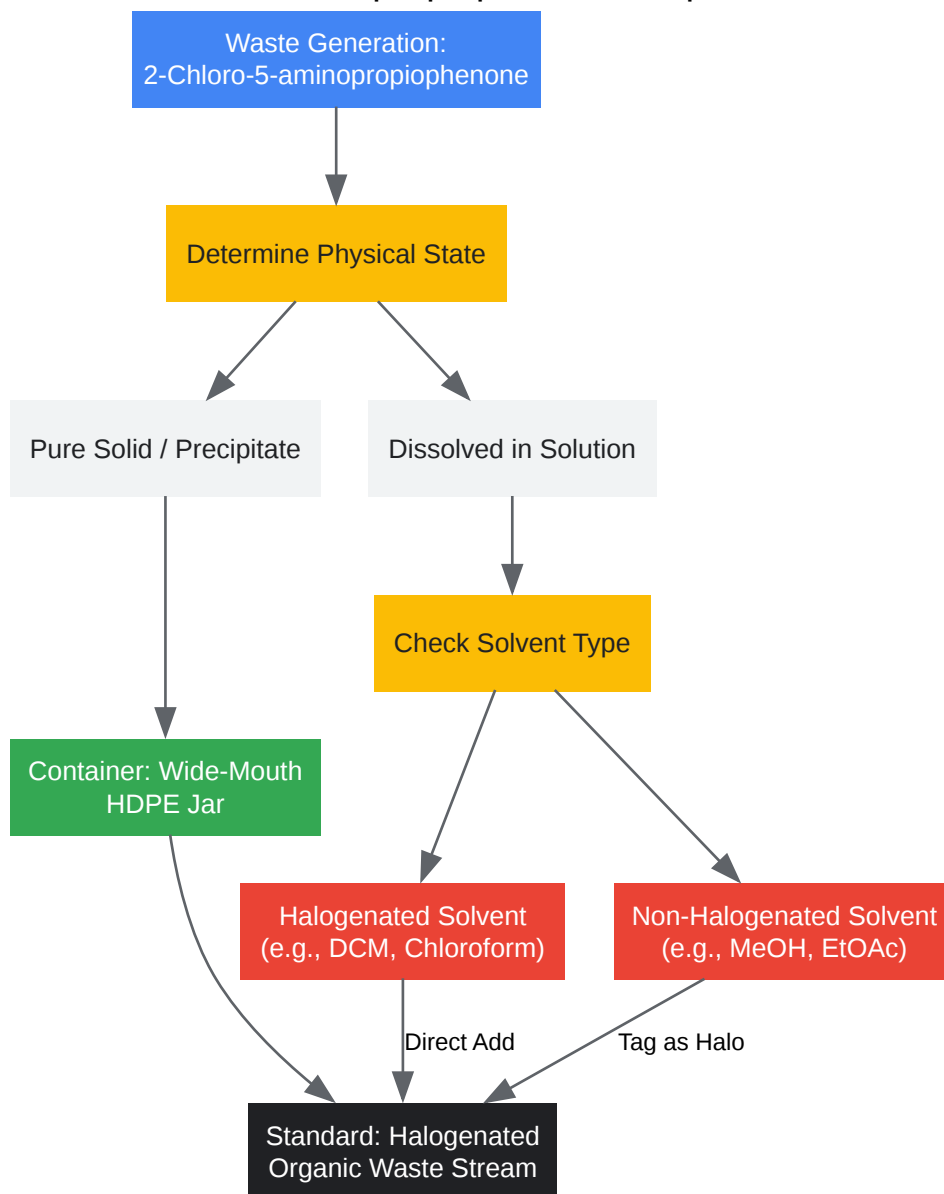 Waste Generation:
2-Chloro-5-aminopropiophenone
Determine Physical State
Pure Solid / Precipitate
Dissolved in Solution
Check Solvent Type
Container: Wide-Mouth
HDPE Jar
Halogenated Solvent
(e.g., DCM, Chloroform)
Non-Halogenated Solvent
(e.g., MeOH, EtOAc)
Direct Add
Tag as Halo
Standard: Halogenated
Organic Waste Stream